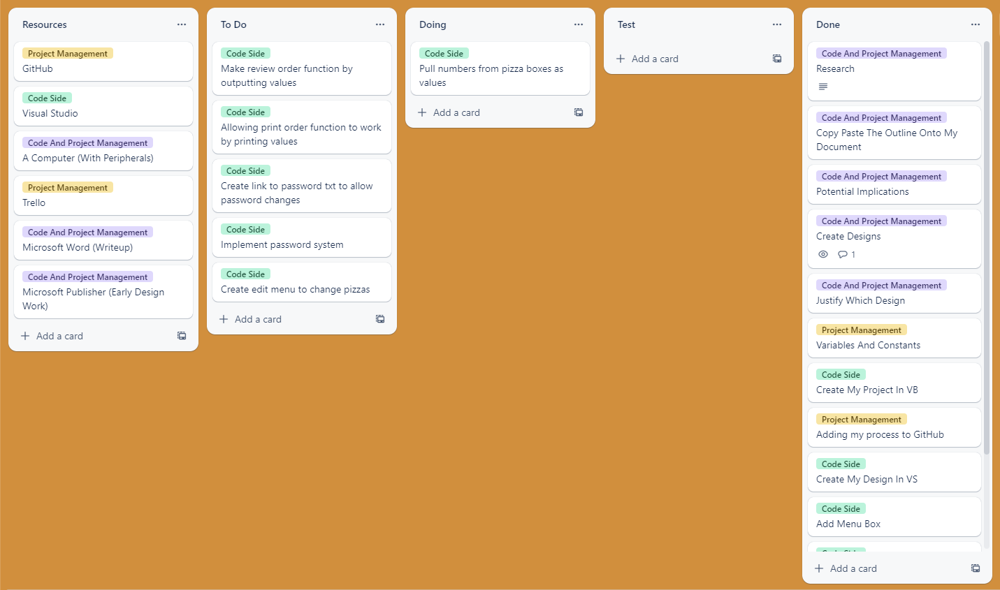 Resources
Project Management
GitHub
Code Side
Visual Studio
Code And Project Management
A Computer (With Peripherals)
Project Management
Trello
Code And Project Management
Microsoft Word (Writeup)
Code And Project Management
Microsoft Publisher (Early Design
Work)
Add a card
To Do
Code Side
Make review order function by
outputting values
Code Side
Allowing print order function to work
by printing values
Code Side
Create link to password txt to allow
password changes
Code Side
Implement password system
Code Side
Create edit menu to change pizzas
Add a card
Doing
Code Side
Pull numbers from pizza boxes as
values
Add a card
Test
Add a card
Done
Code And Project Management
Research
Code And Project Management
Copy Paste The Outline Onto My
Document
Code And Project Management
Potential Implications
Code And Project Management
Create Designs
1
Code And Project Management
Justify Which Design
Project Management
Variables And Constants
Code Side
Create My Project In VB
Project Management
Adding my process to GitHub
Code Side
Create My Design In VS
Code Side
Add Menu Box
Add a card